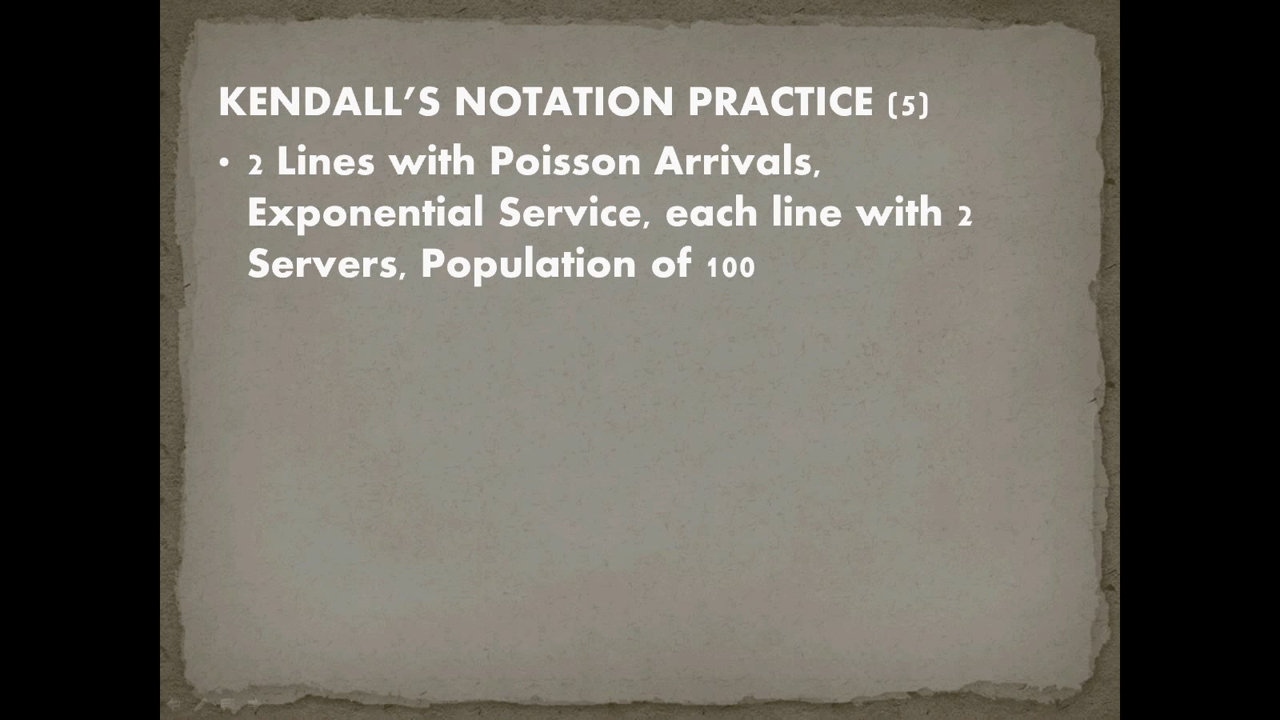 KENDALL’S NOTATION PRACTICE (5)
• 2 Lines with Poisson Arrivals,
Exponential Service, each line with 2
Servers, Population of 100